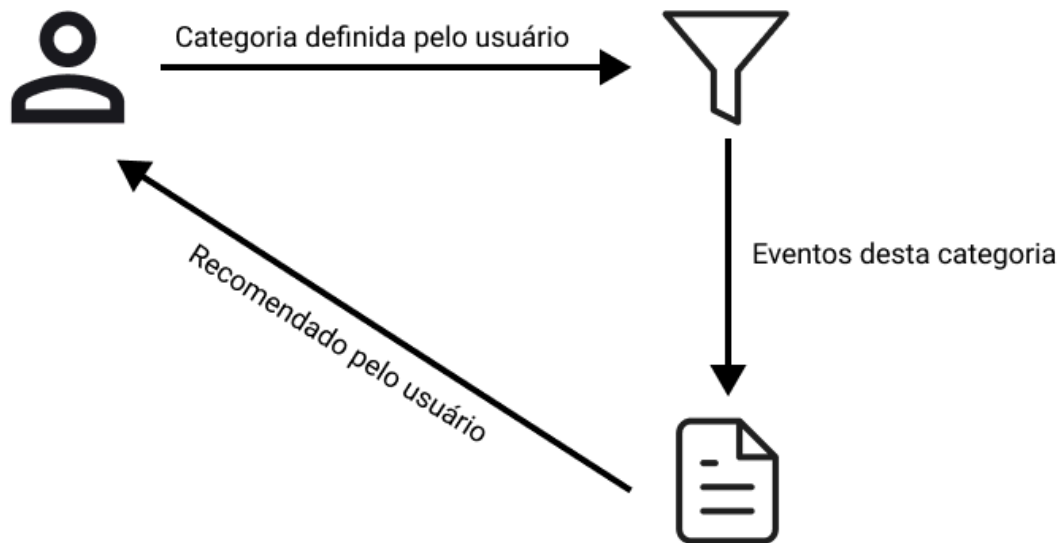 Categoria definida pelo usuário
Eventos desta categoria
Recomendado pelo usuário